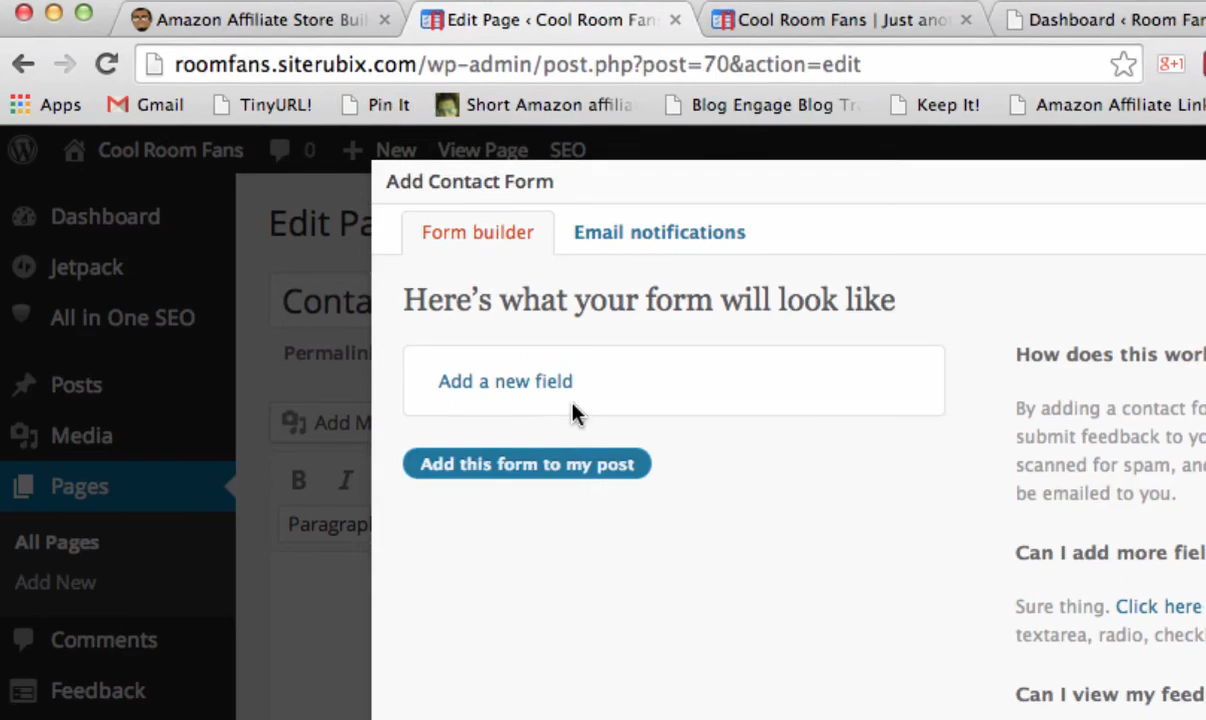 Amazon Affiliate Store Buil
Edit Page ‹ Cool Room Fan
Cool Room Fans | Just ano
Dashboard ‹ Room Far
roomfans.siterubix.com/wp-admin/post.php?post=70&action=edit
g+1
Apps
Gmail
TinyURL!
Pin It
Short Amazon affilia
Blog Engage Blog Tr
Keep It!
Amazon Affiliate Link
Cool Room Fans
0
New
View Page
SEO
Add Contact Form
Dashboard
Jetpack
All in One SEO
Posts
Media
Pages
All Pages
Add New
Comments
Feedback
Edit Pa
Conta
Permalin
Add M
B I
Paragrap
Form builder
Email notifications
Here's what your form will look like
Add a new field
Add this form to my post
How does this worl
By adding a contact fo
submit feedback to yo
scanned for spam, and
be emailed to you.
Can I add more fiel
Sure thing. Click here
textarea, radio, check
Can I view my feed